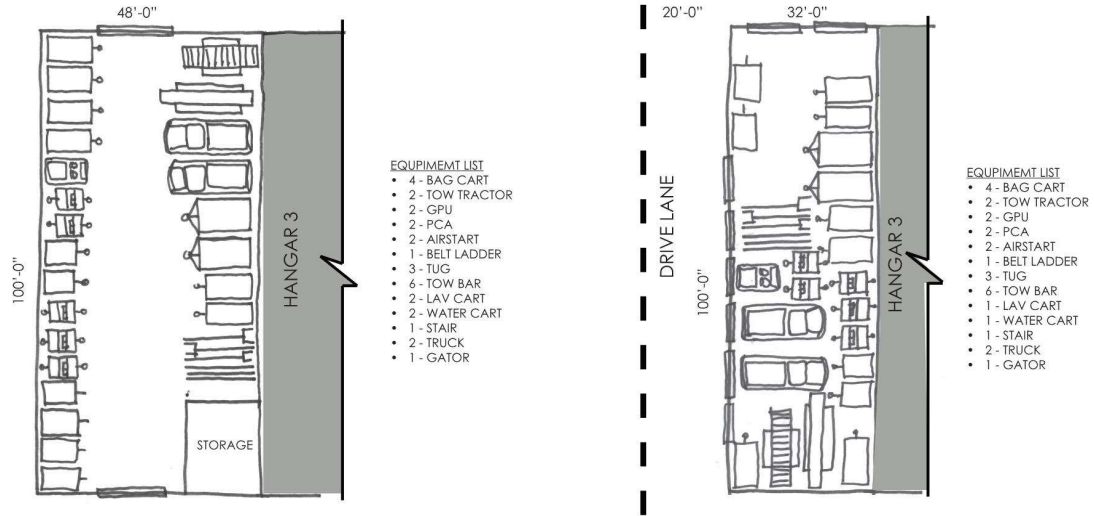 48'-0"
100'-0"
HANGAR 3
STORAGE
EQUPIMEMT LIST
• 4 - BAG CART
• 2 - TOW TRACTOR
• 2 - GPU
• 2 - PCA
• 2 - AIRSTART
• 1 - BELT LADDER
• 3 - TUG
• 6 - TOW BAR
• 2 - LAV CART
• 2 - WATER CART
• 1 - STAIR
• 2 - TRUCK
• 1 - GATOR
20'-0"
32'-0"
DRIVE LANE
100'-0"
HANGAR 3
EQUPIMEMT LIST
• 4 - BAG CART
• 2 - TOW TRACTOR
• 2 - GPU
• 2 - PCA
• 2 - AIRSTART
• 1 - BELT LADDER
• 3 - TUG
• 6 - TOW BAR
• 1 - LAV CART
• 1 - WATER CART
• 1 - STAIR
• 2 - TRUCK
• 1 - GATOR